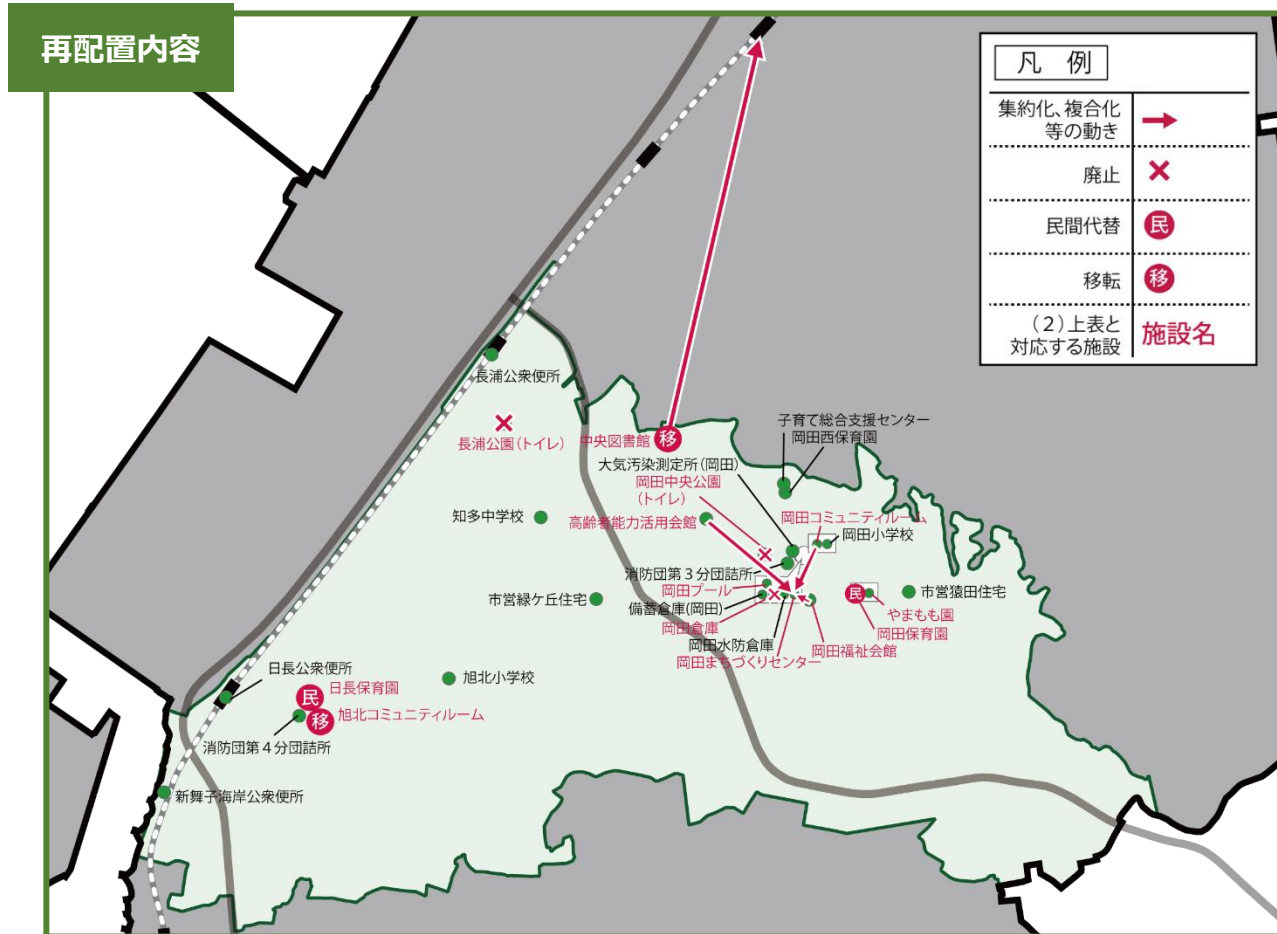 再配置内容
凡 例
集約化、複合化
等の動き
廃止
民間代替
民
移転
移
(2)上表と
対応する施設
施設名
長浦公衆便所
長浦公園(トイレ)
中央図書館
移
子育て総合支援センター
岡田西保育園
大気汚染測定所(岡田)
岡田中央公園
(トイレ)
知多中学校
高齢者能力活用会館
岡田コミュニティルーム
岡田小学校
消防団第3分団詰所
岡田プール
市営緑ケ丘住宅
備蓄倉庫(岡田)
民
市営猿田住宅
やまもも園
岡田倉庫
岡田保育園
岡田水防倉庫
岡田福祉会館
岡田まちづくりセンター
旭北小学校
日長公衆便所
民
日長保育園
移
旭北コミュニティルーム
消防団第4分団詰所
新舞子海岸公衆便所